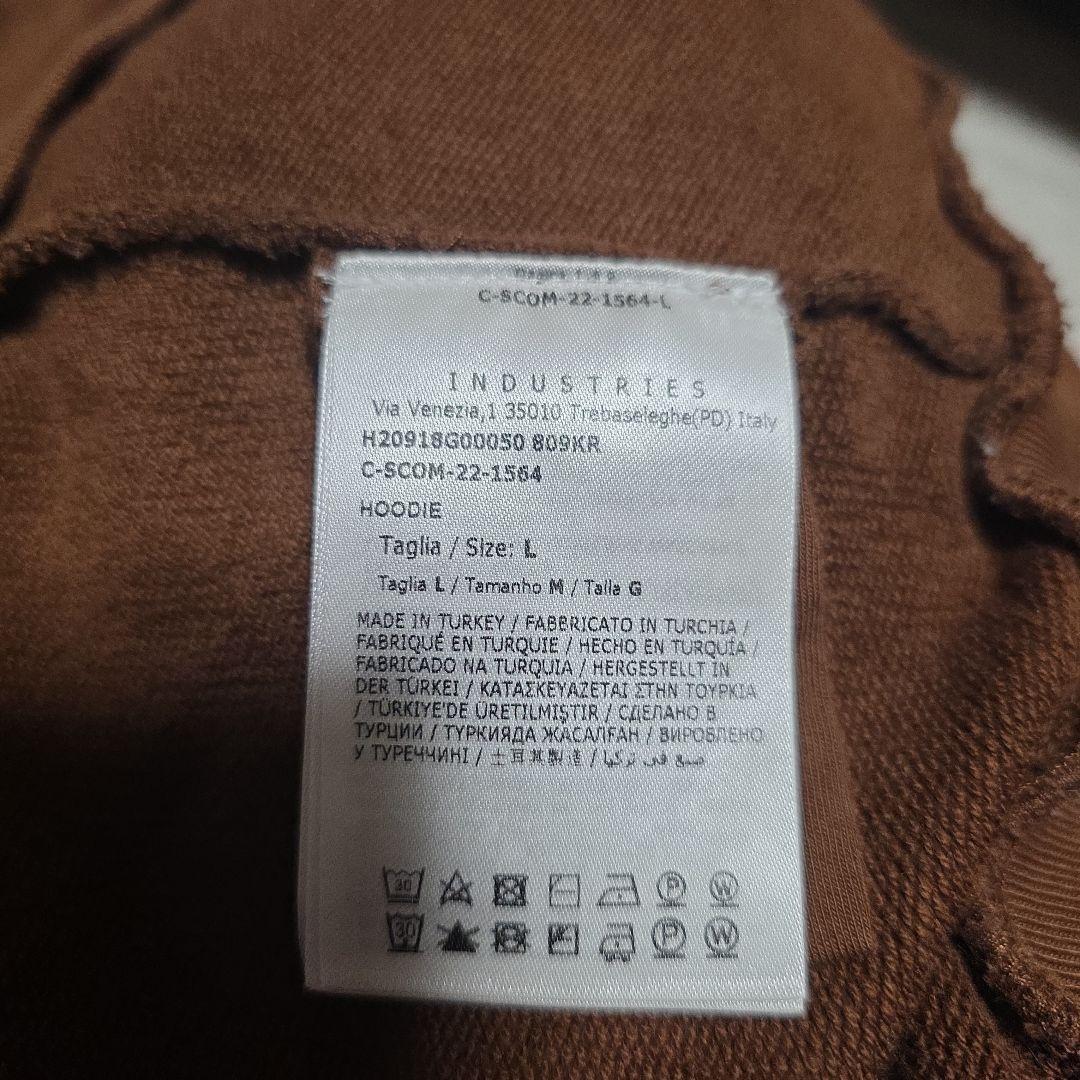 C-SCOM-22-1564-L
INDUSTRIES
Via Venezia,1 35010 Trebaseleghe(PD) Italy
H20918G00050 809KR
C-SCOM-22-1564
HOODIE
Taglia / Size: L
Taglia L / Tamanho M / Talla G
MADE IN TURKEY / FABBRICATO IN TURCHIA /
FABRIQUÉ EN TURQUIE / HECHO EN TURQUÍA /
FABRICADO NA TURQUIA / HERGESTELLT IN
DER TÜRKEI / ΚΑΤΑΣΚΕΥΑΖΕΤΑΙ ΣΤΗΝ ΤΟΥΡΚΙΑ
/ TÜRKİYE'DE ÜRETİLMİŞTİR / СДЕЛАНО В
ТУРЦИИ / ТҮРКИЯДА ЖАСАЛҒАН / ВИРОБЛЕНО
У ТУРЕЧЧИНІ / 土耳其製造 / صنع في تركيا
30 P W
30 P W